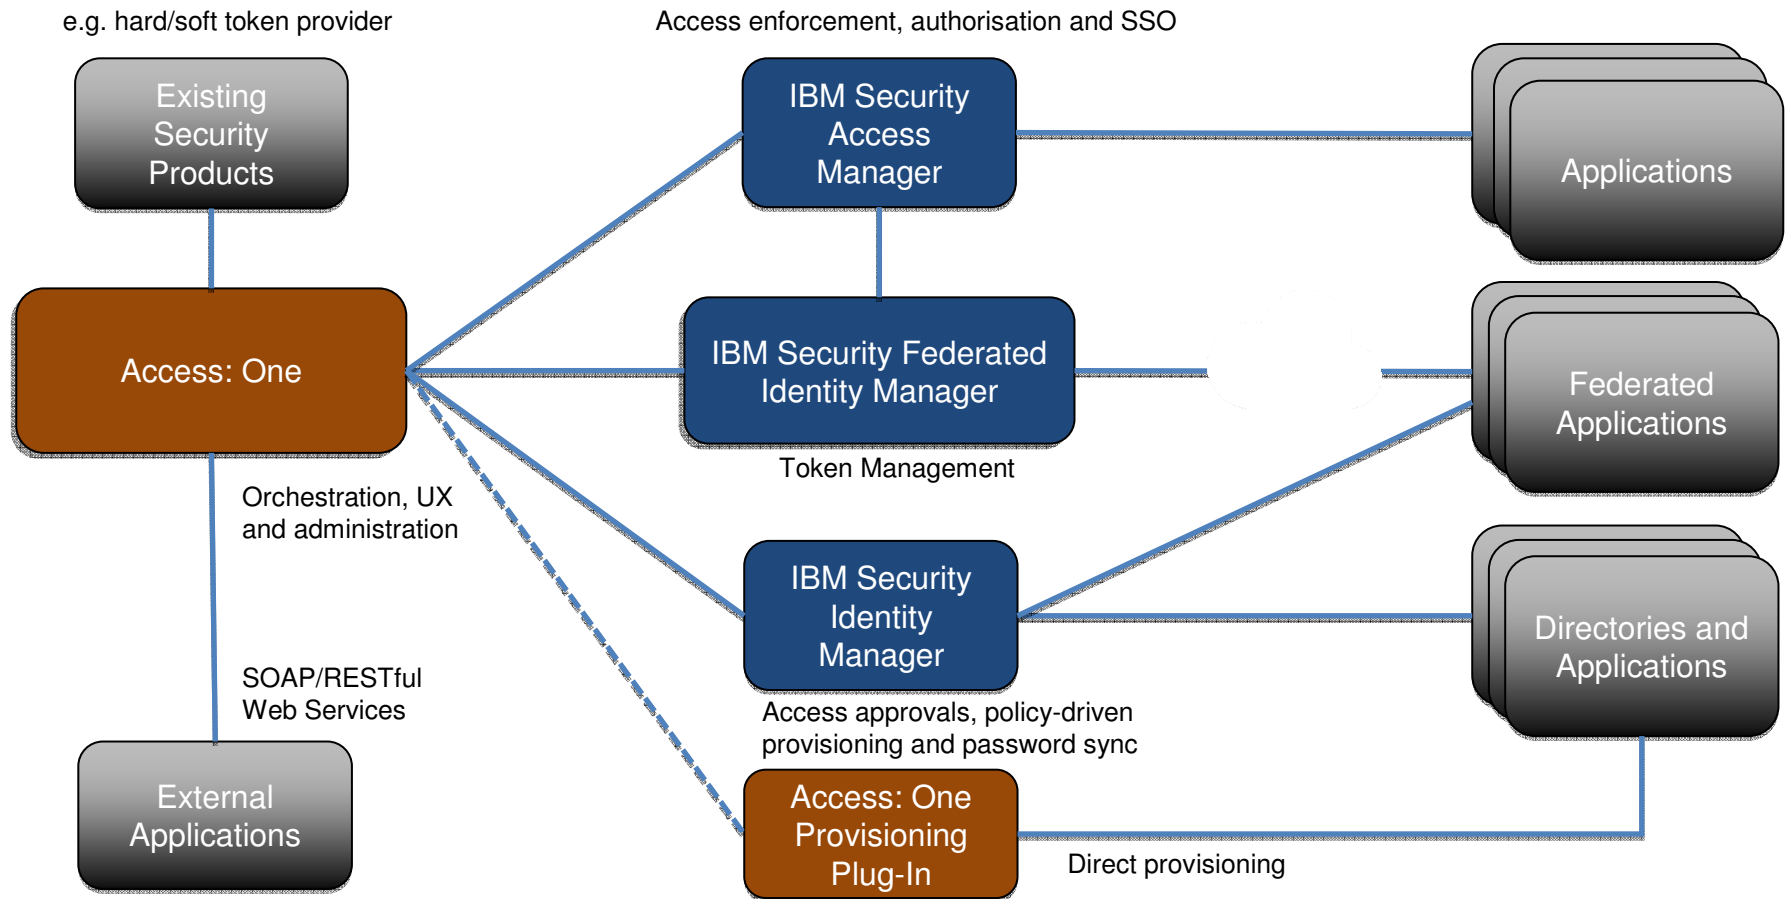 e.g. hard/soft token provider
Access enforcement, authorisation and SSO
Existing
Security
Products
IBM Security
Access
Manager
Applications
Access: One
IBM Security Federated
Identity Manager
Federated
Applications
Token Management
Orchestration, UX
and administration
IBM Security
Identity
Manager
Directories and
Applications
SOAP/RESTful
Web Services
Access approvals, policy-driven
provisioning and password sync
External
Applications
Access: One
Provisioning
Plug-In
Direct provisioning